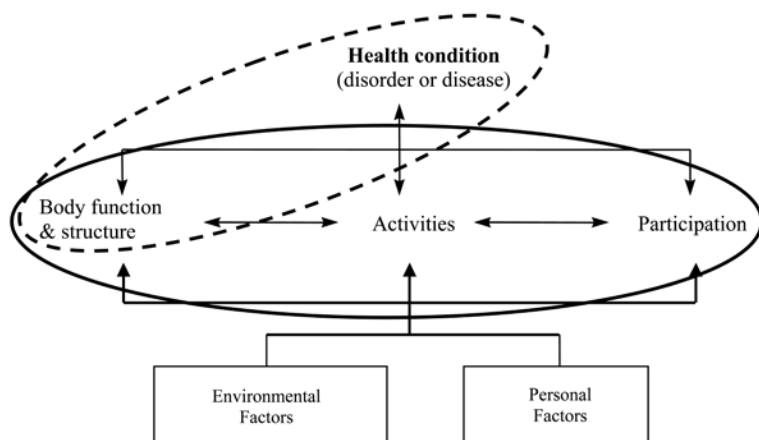 Health condition
(disorder or disease)
Body function
& structure
Activities
Participation
Environmental
Factors
Personal
Factors